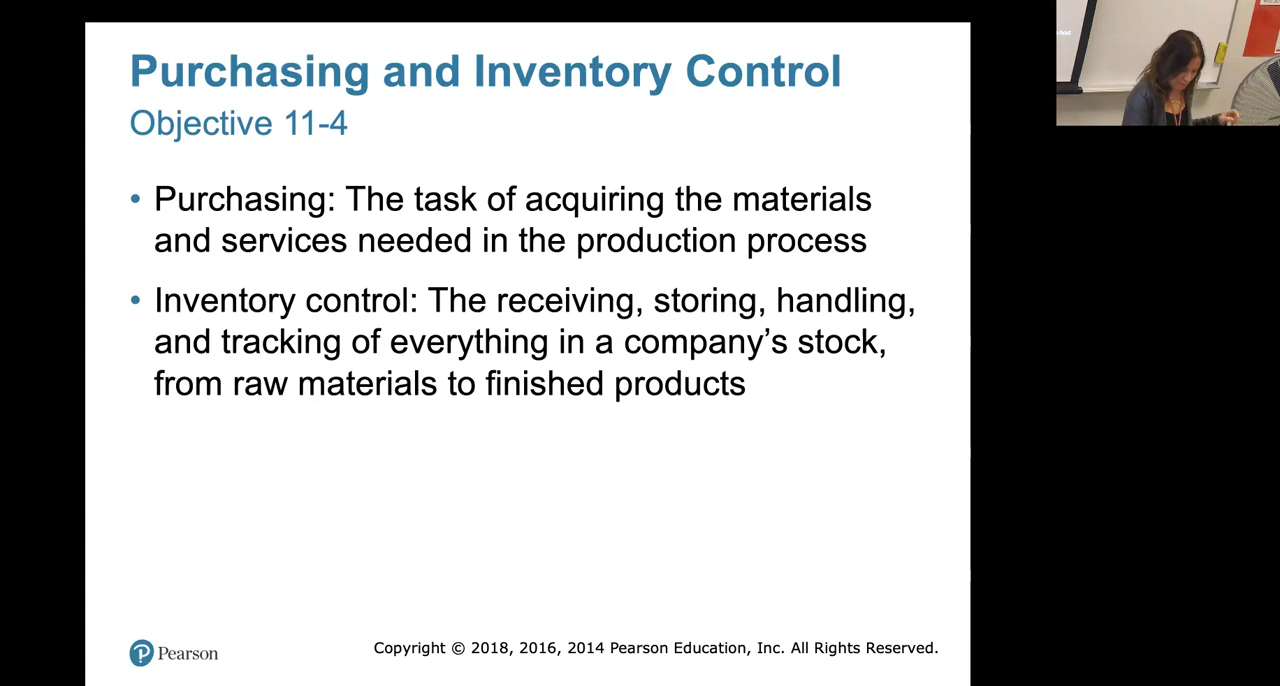 Purchasing and Inventory Control
Objective 11-4
• Purchasing: The task of acquiring the materials
and services needed in the production process
• Inventory control: The receiving, storing, handling,
and tracking of everything in a company’s stock,
from raw materials to finished products
Pearson
Copyright © 2018, 2016, 2014 Pearson Education, Inc. All Rights Reserved.